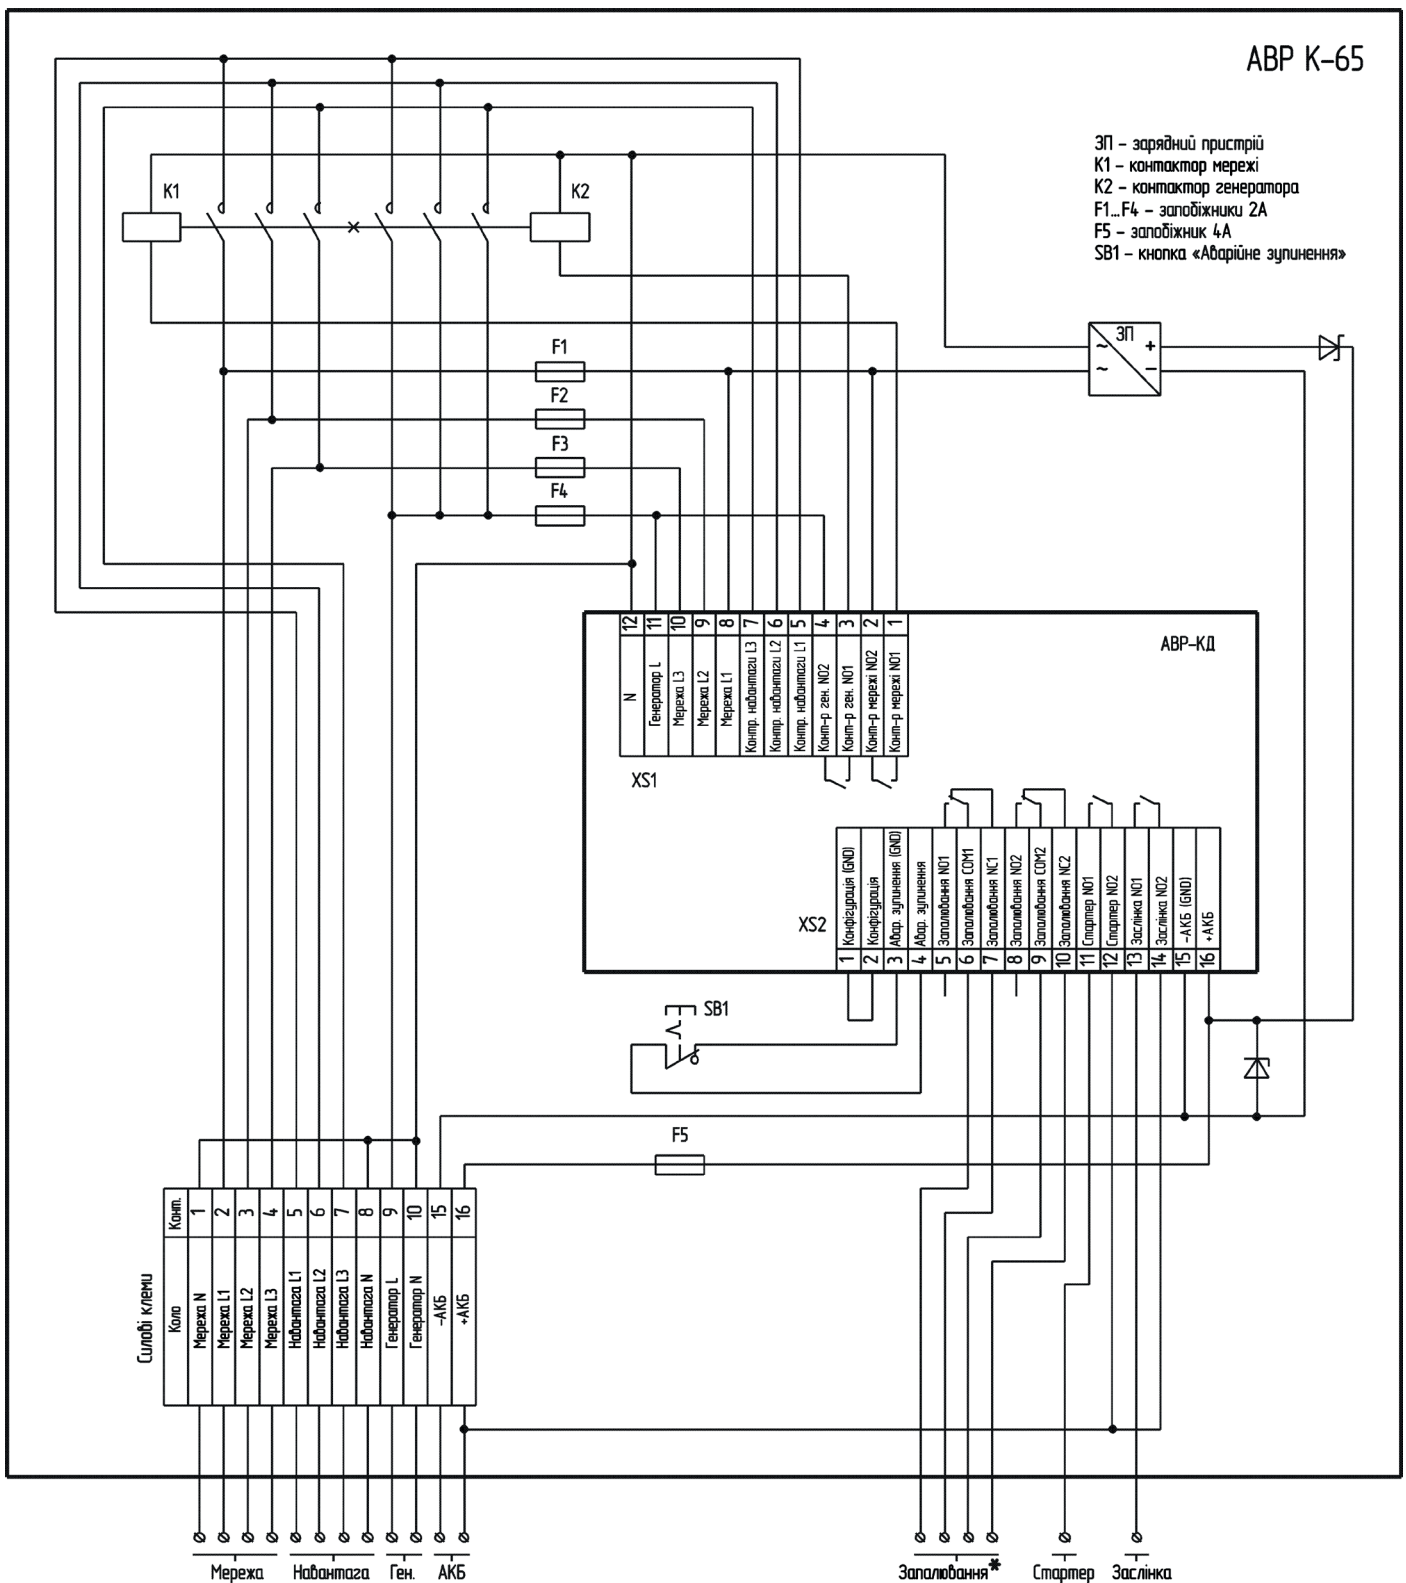 АВР К-65
ЗП - зарядний пристрій
К1 - контактор мережі
К2 - контактор генератора
F1...F4 - запобіжники 2А
F5 - запобіжник 4А
SB1 - кнопка «Аварійне зупинення»
К1
К2
ЗП
~ +
~ −
F1
F2
F3
F4
АВР-КД
12 11 10 9 8 7 6 5 4 3 2 1
N
Генератор L
Мережа L3
Мережа L2
Мережа L1
Контр. навантаги L3
Контр. навантаги L2
Контр. навантаги L1
Конт-р ген. NO2
Конт-р ген. NO1
Конт-р мережі NO2
Конт-р мережі NO1
XS1
XS2
Конфігурація (GND)
Конфігурація
Авар. зупинення (GND)
Авар. зупинення
Запалювання NO1
Запалювання COM1
Запалювання NC1
Запалювання NO2
Запалювання COM2
Запалювання NC2
Стартер NO1
Стартер NO2
Заслінка NO1
Заслінка NO2
-АКБ (GND)
+АКБ
1 2 3 4 5 6 7 8 9 10 11 12 13 14 15 16
SB1
F5
Силові клеми
Конт. 1 2 3 4 5 6 7 8 9 10 15 16
Коло
Мережа N
Мережа L1
Мережа L2
Мережа L3
Навантага L1
Навантага L2
Навантага L3
Навантага N
Генератор L
Генератор N
-АКБ
+АКБ
Мережа Навантага Ген. АКБ Запалювання* Стартер Заслінка